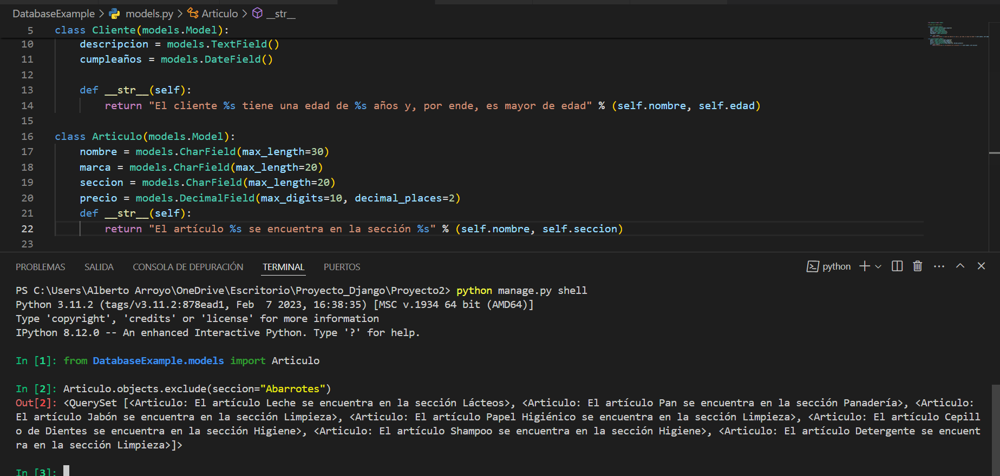 DatabaseExample > models.py > Articulo > __str__
5 class Cliente(models.Model):
10 descripcion = models.TextField()
11 cumpleaños = models.DateField()
12
13 def __str__(self):
14 return "El cliente %s tiene una edad de %s años y, por ende, es mayor de edad" % (self.nombre, self.edad)
15
16 class Articulo(models.Model):
17 nombre = models.CharField(max_length=30)
18 marca = models.CharField(max_length=20)
19 seccion = models.CharField(max_length=20)
20 precio = models.DecimalField(max_digits=10, decimal_places=2)
21 def __str__(self):
22 return "El artículo %s se encuentra en la sección %s" % (self.nombre, self.seccion)
23
PROBLEMAS SALIDA CONSOLA DE DEPURACIÓN TERMINAL PUERTOS python
PS C:\Users\Alberto Arroyo\OneDrive\Escritorio\Proyecto_Django\Proyecto2> python manage.py shell
Python 3.11.2 (tags/v3.11.2:878ead1, Feb  7 2023, 16:38:35) [MSC v.1934 64 bit (AMD64)]
Type 'copyright', 'credits' or 'license' for more information
IPython 8.12.0 -- An enhanced Interactive Python. Type '?' for help.
In [1]: from DatabaseExample.models import Articulo
In [2]: Articulo.objects.exclude(seccion="Abarrotes")
Out[2]: <QuerySet [<Articulo: El artículo Leche se encuentra en la sección Lácteos>, <Articulo: El artículo Pan se encuentra en la sección Panadería>, <Articulo:
El artículo Jabón se encuentra en la sección Limpieza>, <Articulo: El artículo Papel Higiénico se encuentra en la sección Limpieza>, <Articulo: El artículo Cepill
o de Dientes se encuentra en la sección Higiene>, <Articulo: El artículo Shampoo se encuentra en la sección Higiene>, <Articulo: El artículo Detergente se encuent
ra en la sección Limpieza>]>
In [3]: